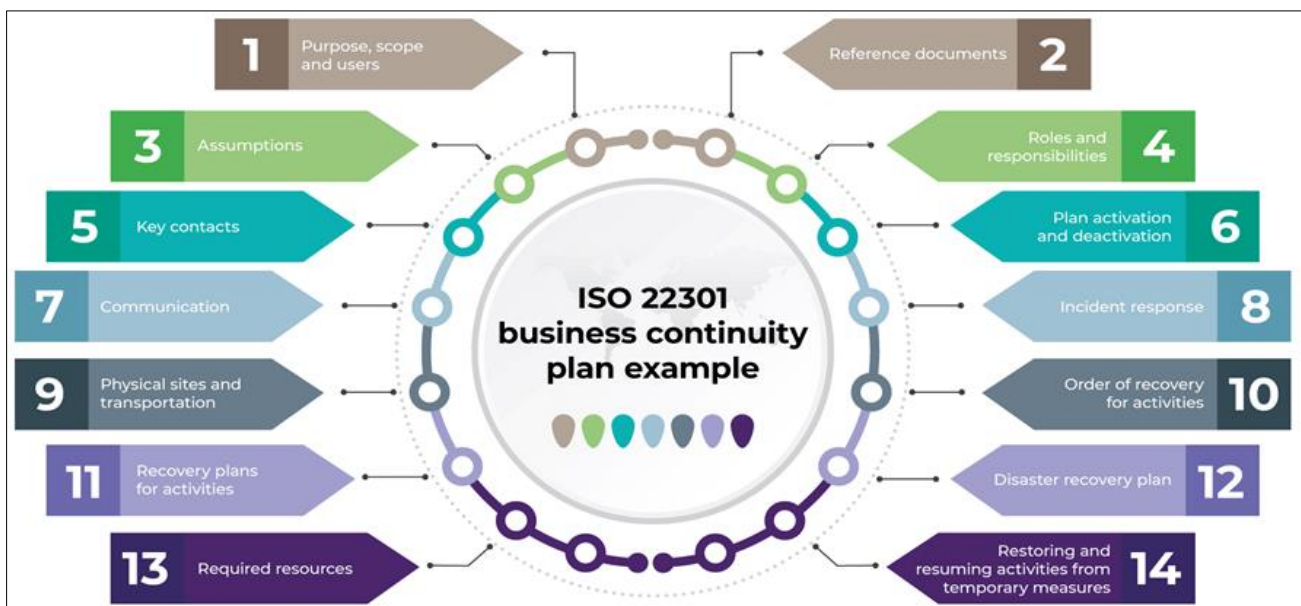 1
Purpose, scope
and users
2
Reference documents
3
Assumptions
4
Roles and
responsibilities
5
Key contacts
6
Plan activation
and deactivation
7
Communication
8
Incident response
9
Physical sites and
transportation
10
Order of recovery
for activities
11
Recovery plans
for activities
12
Disaster recovery plan
13
Required resources
14
Restoring and
resuming activities from
temporary measures
ISO 22301
business continuity
plan example